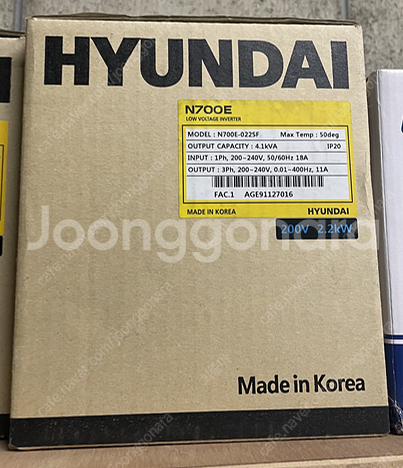 HYUNDAI
N700E
LOW VOLTAGE INVERTER
MODEL : N700E-022SF Max Temp : 50deg
OUTPUT CAPACITY : 4.1kVA IP20
INPUT : 1Ph, 200~240V, 50/60Hz 18A
OUTPUT : 3Ph, 200~240V, 0.01~400Hz, 11A
FAC.1 AGE91127016
MADE IN KOREA HYUNDAI
200V 2.2kW
Joonggonara
Made in Korea